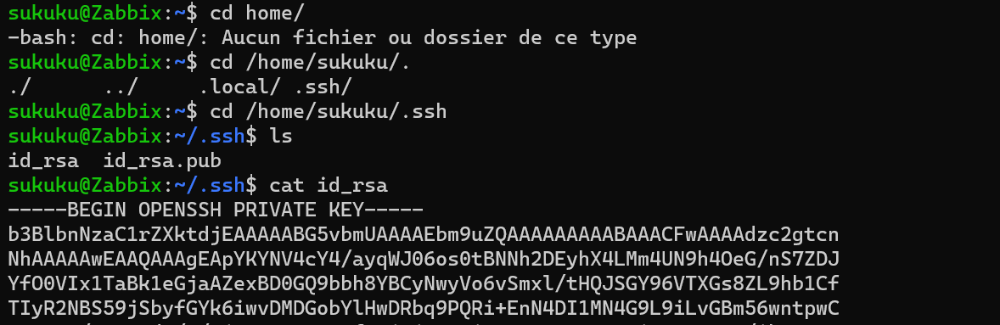 sukuku@Zabbix:~$ cd home/
-bash: cd: home/: Aucun fichier ou dossier de ce type
sukuku@Zabbix:~$ cd /home/sukuku/.
./ ../ .local/ .ssh/
sukuku@Zabbix:~$ cd /home/sukuku/.ssh
sukuku@Zabbix:~/.ssh$ ls
id_rsa id_rsa.pub
sukuku@Zabbix:~/.ssh$ cat id_rsa
-----BEGIN OPENSSH PRIVATE KEY-----
b3BlbnNzaC1rZXktdjEAAAAABG5vbmUAAAAEbm9uZQAAAAAAAAABAAACFwAAAAdzc2gtcn
NhAAAAAwEAAQAAAgEApYKYNV4cY4/ayqWJ06os0tBNNh2DEyhX4LMm4UN9h4OeG/nS7ZDJ
YfO0VIx1TaBk1eGjaAZexBD0GQ9bbh8YBCyNwyVo6vSmxl/tHQJSGY96VTXGs8ZL9hb1Cf
TIyR2NBS59jSbyfGYk6iwvDMDGobYlHwDRbq9PQRi+EnN4DI1MN4G9L9iLvGBm56wntpwC